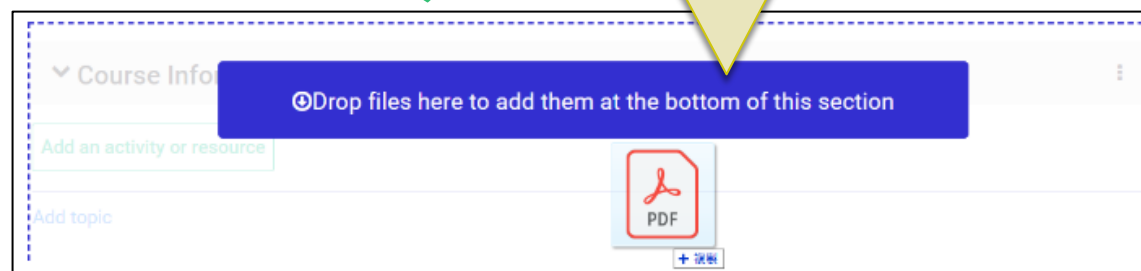 Course Infor
Drop files here to add them at the bottom of this section
Add an activity or resource
Add topic
PDF